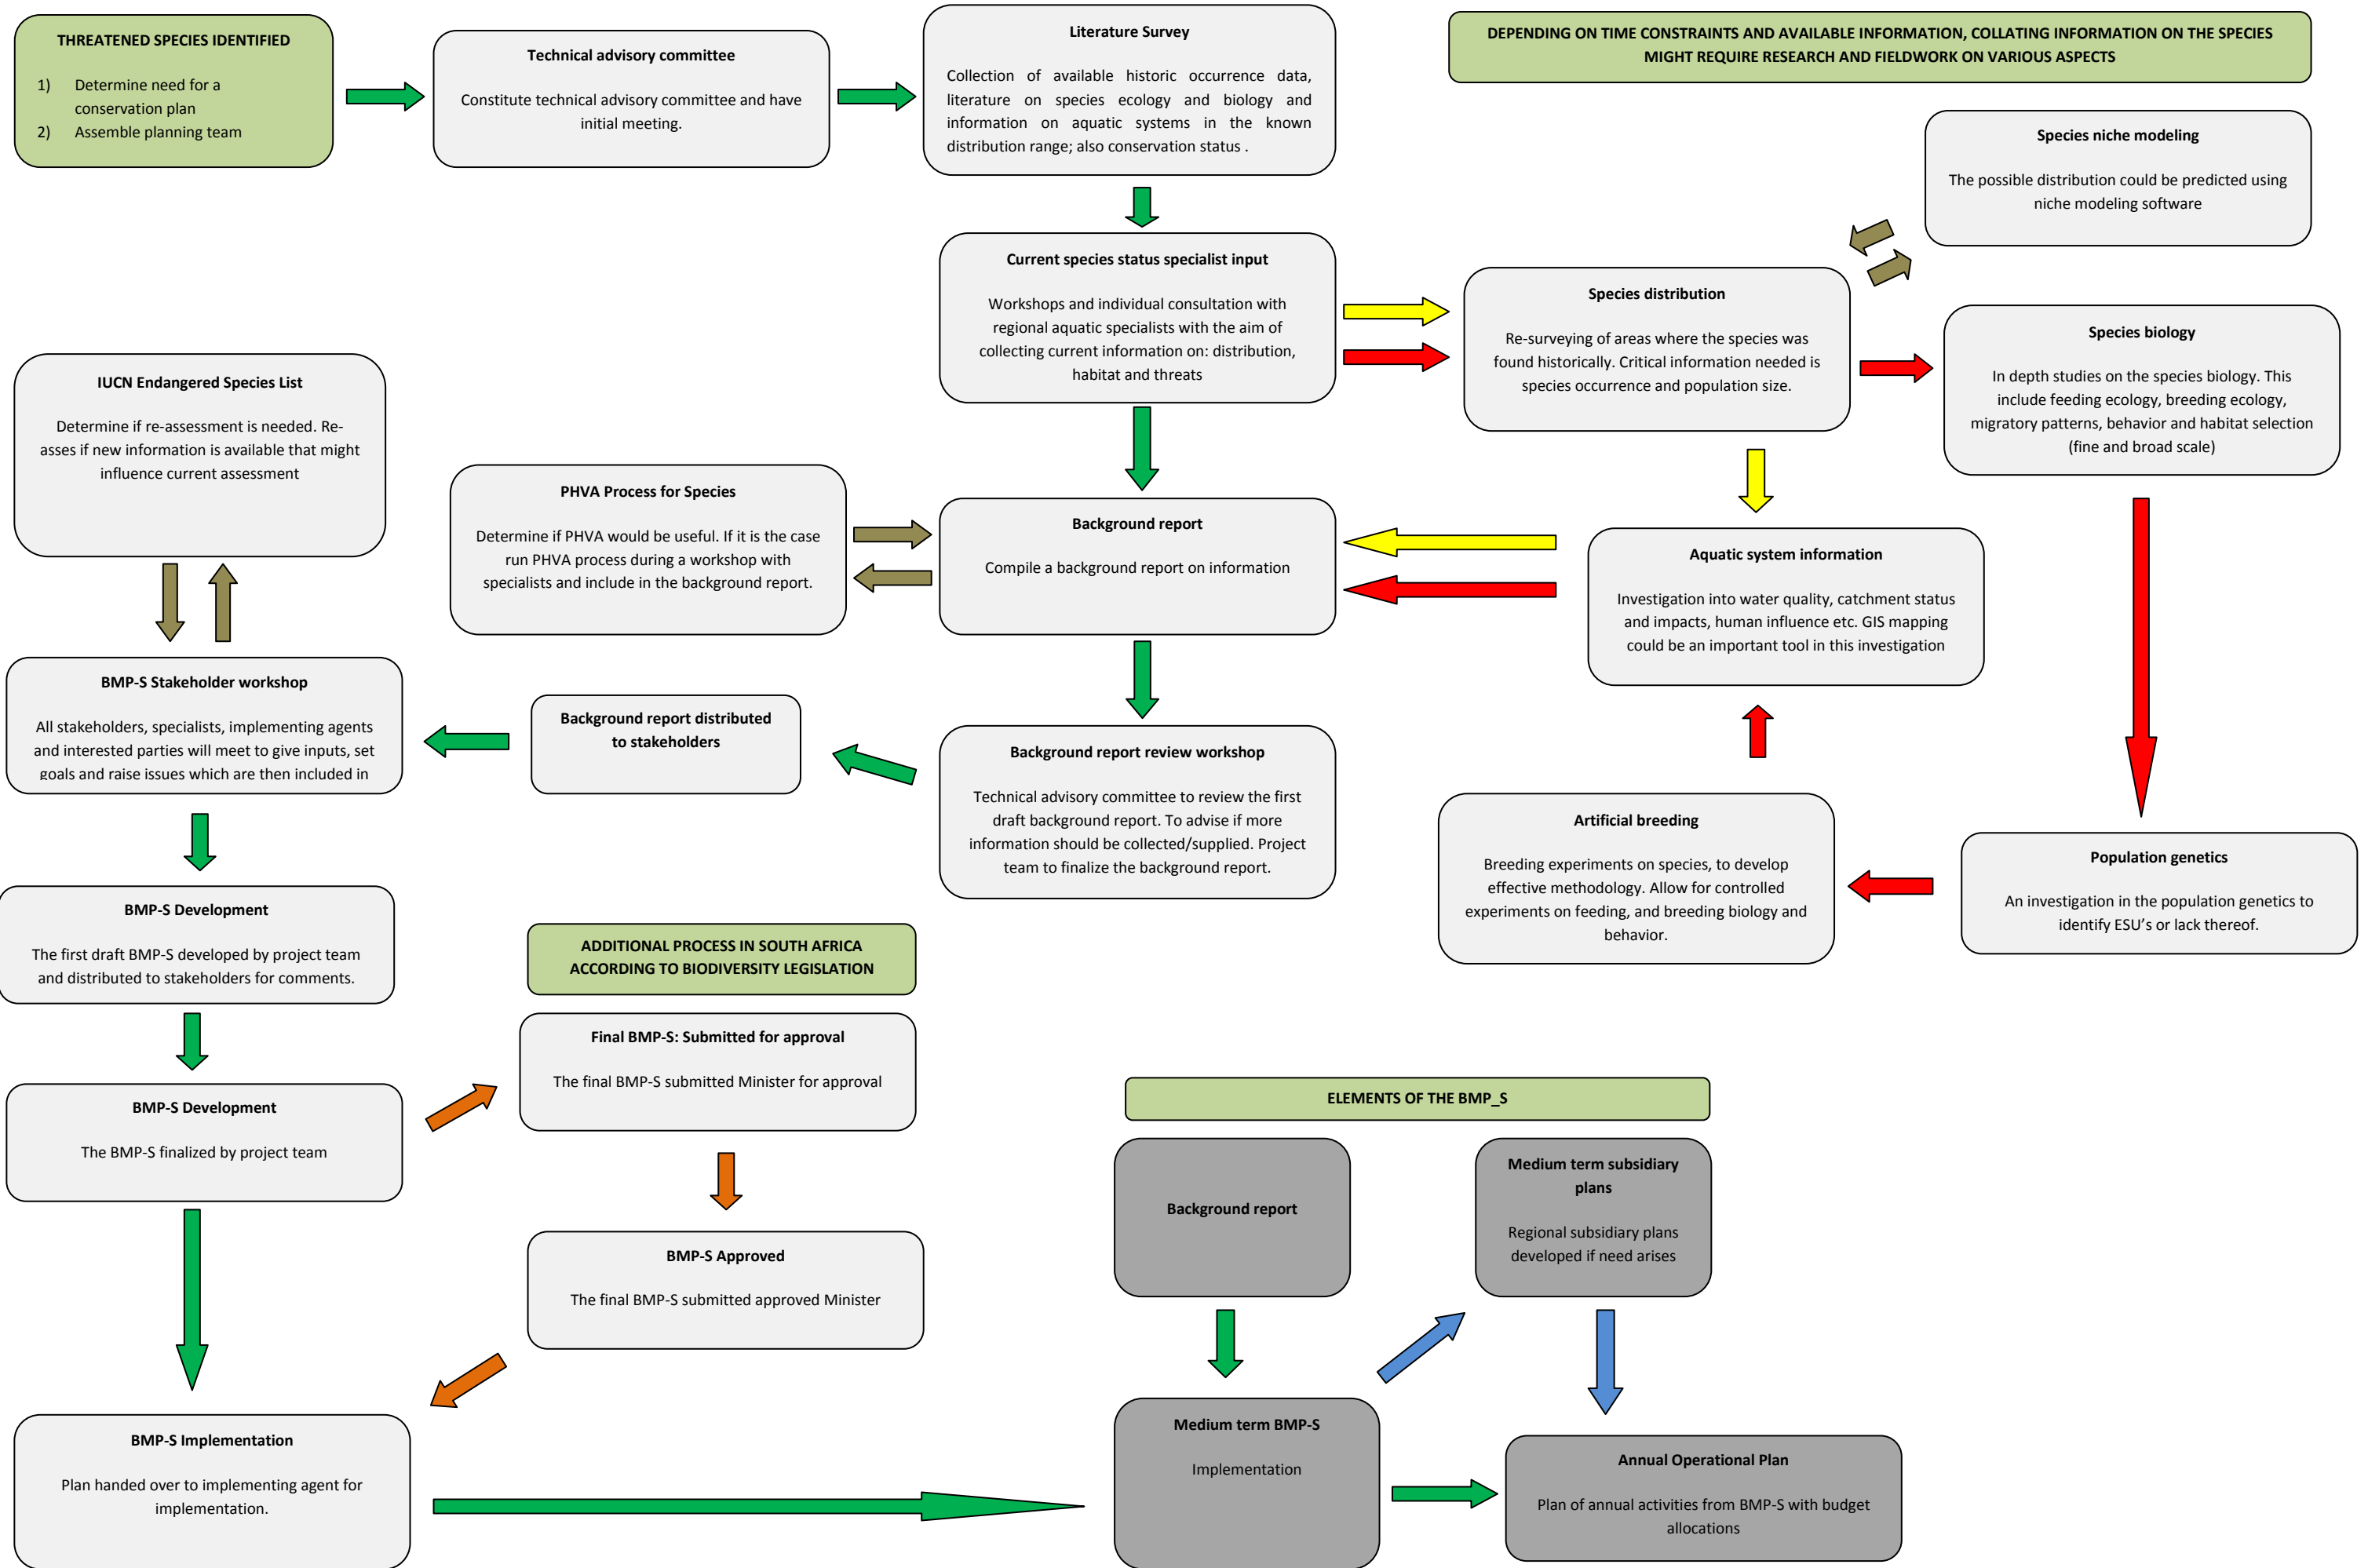 THREATENED SPECIES IDENTIFIED
1) Determine need for a
conservation plan
2) Assemble planning team
Technical advisory committee
Constitute technical advisory committee and have
initial meeting.
Literature Survey
Collection of available historic occurrence data,
literature on species ecology and biology and
information on aquatic systems in the known
distribution range; also conservation status .
DEPENDING ON TIME CONSTRAINTS AND AVAILABLE INFORMATION, COLLATING INFORMATION ON THE SPECIES
MIGHT REQUIRE RESEARCH AND FIELDWORK ON VARIOUS ASPECTS
Species niche modeling
The possible distribution could be predicted using
niche modeling software
Current species status specialist input
Workshops and individual consultation with
regional aquatic specialists with the aim of
collecting current information on: distribution,
habitat and threats
Species distribution
Re-surveying of areas where the species was
found historically. Critical information needed is
species occurrence and population size.
Species biology
In depth studies on the species biology. This
include feeding ecology, breeding ecology,
migratory patterns, behavior and habitat selection
(fine and broad scale)
IUCN Endangered Species List
Determine if re-assessment is needed. Re-
asses if new information is available that might
influence current assessment
PHVA Process for Species
Determine if PHVA would be useful. If it is the case
run PHVA process during a workshop with
specialists and include in the background report.
Background report
Compile a background report on information
Aquatic system information
Investigation into water quality, catchment status
and impacts, human influence etc. GIS mapping
could be an important tool in this investigation
BMP-S Stakeholder workshop
All stakeholders, specialists, implementing agents
and interested parties will meet to give inputs, set
goals and raise issues which are then included in
Background report distributed
to stakeholders
Background report review workshop
Technical advisory committee to review the first
draft background report. To advise if more
information should be collected/supplied. Project
team to finalize the background report.
Artificial breeding
Breeding experiments on species, to develop
effective methodology. Allow for controlled
experiments on feeding, and breeding biology and
behavior.
Population genetics
An investigation in the population genetics to
identify ESU's or lack thereof.
BMP-S Development
The first draft BMP-S developed by project team
and distributed to stakeholders for comments.
ADDITIONAL PROCESS IN SOUTH AFRICA
ACCORDING TO BIODIVERSITY LEGISLATION
Final BMP-S: Submitted for approval
The final BMP-S submitted Minister for approval
BMP-S Development
The BMP-S finalized by project team
BMP-S Approved
The final BMP-S submitted approved Minister
BMP-S Implementation
Plan handed over to implementing agent for
implementation.
ELEMENTS OF THE BMP_S
Background report
Medium term subsidiary
plans
Regional subsidiary plans
developed if need arises
Medium term BMP-S
Implementation
Annual Operational Plan
Plan of annual activities from BMP-S with budget
allocations